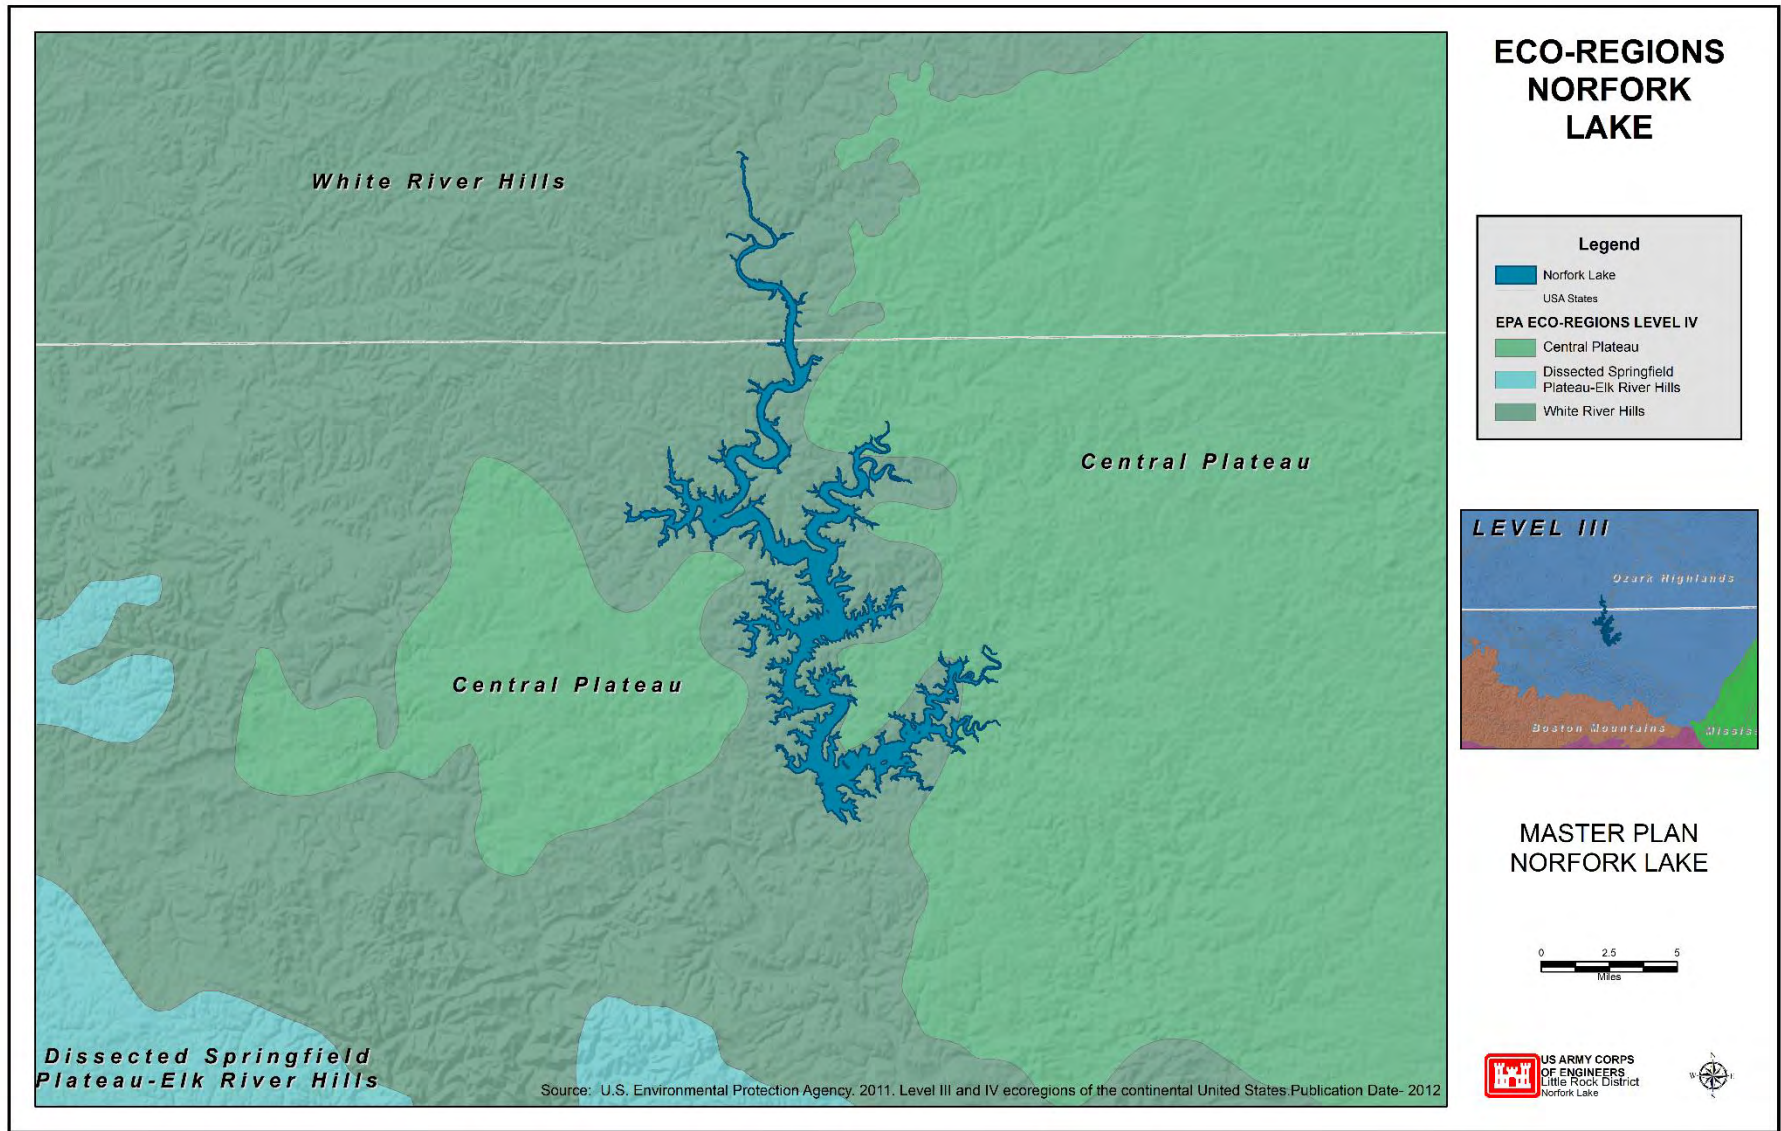 ECO-REGIONS
NORFORK
LAKE
White River Hills
Central Plateau
Central Plateau
Dissected Springfield
Plateau-Elk River Hills
Source: U.S. Environmental Protection Agency. 2011. Level III and IV ecoregions of the continental United States.Publication Date- 2012
Legend
Norfork Lake
USA States
EPA ECO-REGIONS LEVEL IV
Central Plateau
Dissected Springfield
Plateau-Elk River Hills
White River Hills
LEVEL III
Ozark Highlands
Boston Mountains
Missis
MASTER PLAN
NORFORK LAKE
0 2.5 5
Miles
US ARMY CORPS
OF ENGINEERS
Little Rock District
Norfork Lake
N
W E
S